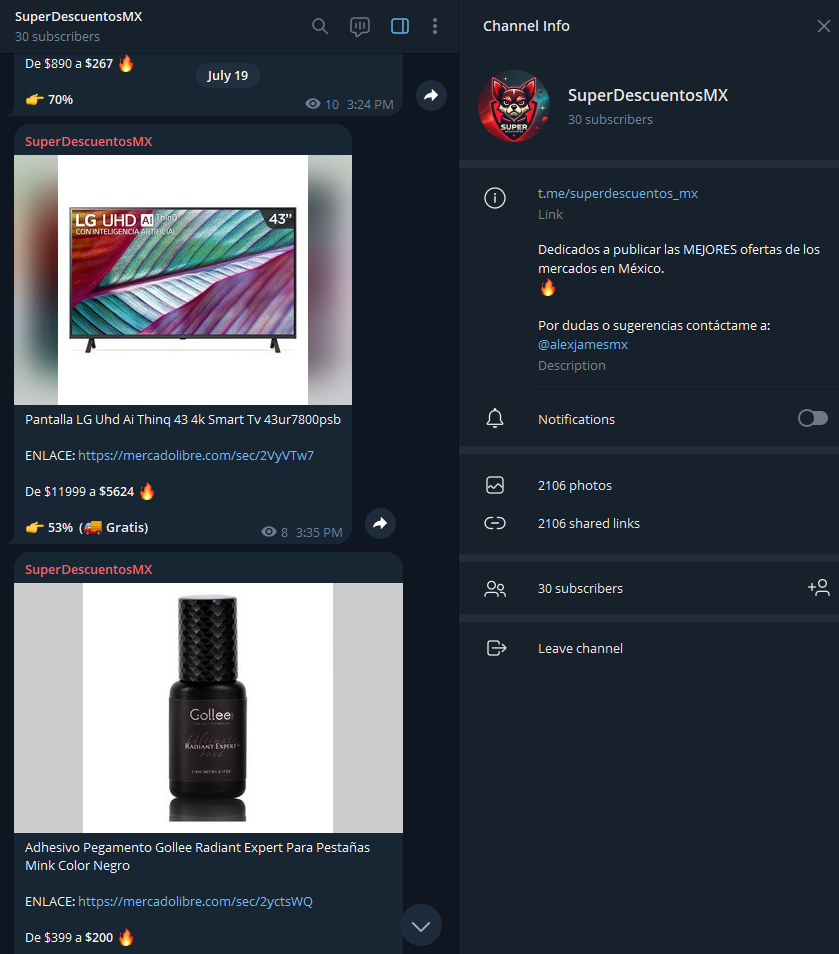 SuperDescuentosMX
30 subscribers
De $890 a $267 🔥
July 19
👉 70%
10 3:24 PM
SuperDescuentosMX
LG UHD AI ThinQ
CON INTELIGENCIA ARTIFICIAL
43"
Pantalla LG Uhd Ai Thinq 43 4k Smart Tv 43ur7800psb
ENLACE: https://mercadolibre.com/sec/2VyVTw7
De $11999 a $5624 🔥
👉 53% (🚚 Gratis)
8 3:35 PM
SuperDescuentosMX
Gollee
RADIANT EXPERT
Adhesivo Pegamento Gollee Radiant Expert Para Pestañas
Mink Color Negro
ENLACE: https://mercadolibre.com/sec/2yctsWQ
De $399 a $200 🔥
Channel Info
SUPER
SuperDescuentosMX
30 subscribers
t.me/superdescuentos_mx
Link
Dedicados a publicar las MEJORES ofertas de los
mercados en México.
🔥
Por dudas o sugerencias contáctame a:
@alexjamesmx
Description
Notifications
2106 photos
2106 shared links
30 subscribers
Leave channel